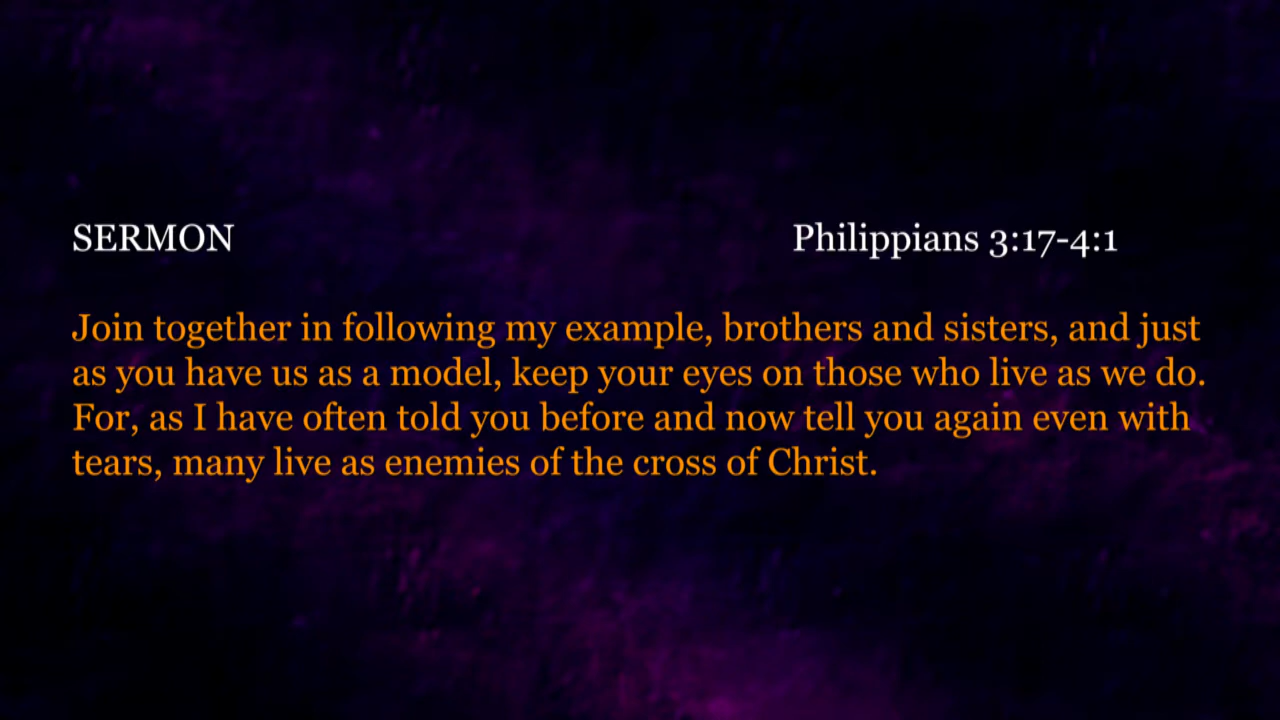 SERMON Philippians 3:17-4:1
Join together in following my example, brothers and sisters, and just
as you have us as a model, keep your eyes on those who live as we do.
For, as I have often told you before and now tell you again even with
tears, many live as enemies of the cross of Christ.